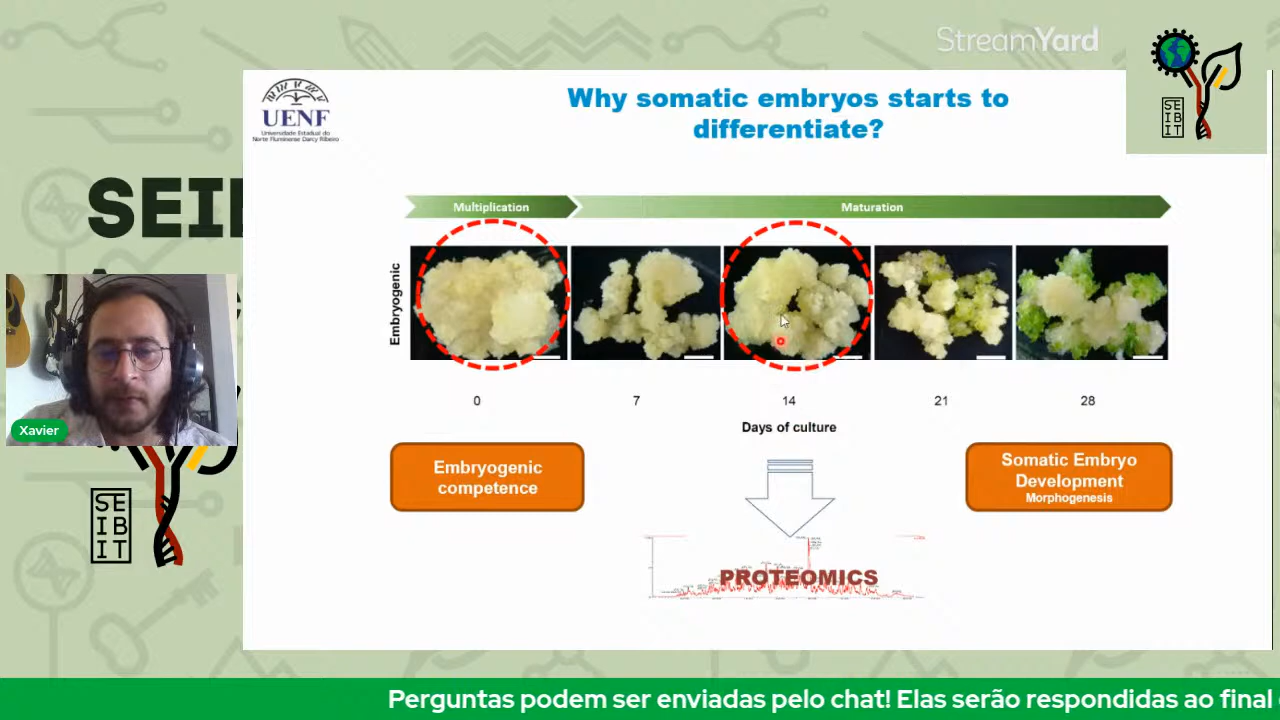 StreamYard
UENF
Universidade Estadual do
Norte Fluminense Darcy Ribeiro
Why somatic embryos starts to
differentiate?
SE
IB
IT
SEIB
Multiplication
Maturation
Embryogenic
0
7
14
21
28
Days of culture
Xavier
Embryogenic
competence
Somatic Embryo
Development
Morphogenesis
SE
IB
IT
PROTEOMICS
Perguntas podem ser enviadas pelo chat! Elas serão respondidas ao final